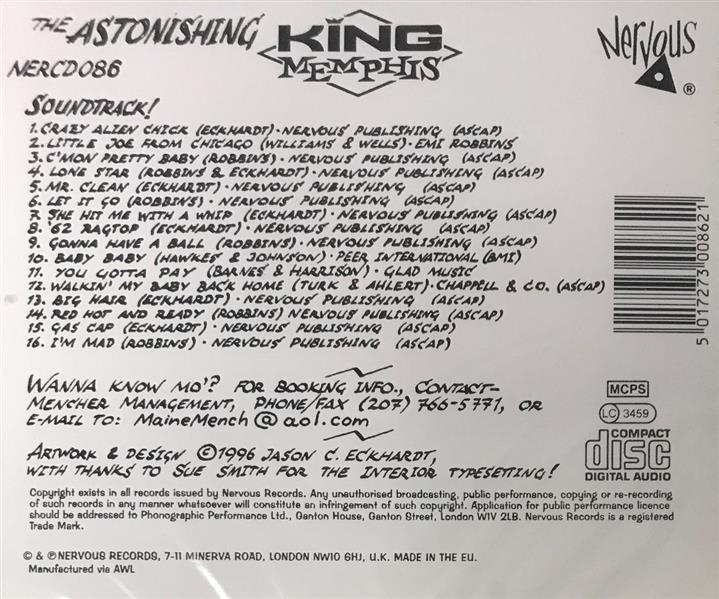 THE ASTONISHING KING MEMPHIS
Nervous ®
NERCD086
SOUNDTRACK!
1. CRAZY ALIEN CHICK (ECKHARDT) · NERVOUS PUBLISHING (ASCAP)
2. LITTLE JOE FROM CHICAGO (WILLIAMS & WELLS) · EMI ROBBINS
3. C'MON PRETTY BABY (ROBBINS) · NERVOUS PUBLISHING (ASCAP)
4. LONE STAR (ROBBINS & ECKHARDT) · NERVOUS PUBLISHING (ASCAP)
5. MR. CLEAN (ECKHARDT) · NERVOUS PUBLISHING (ASCAP)
6. LET IT GO (ROBBINS) · NERVOUS PUBLISHING (ASCAP)
7. SHE HIT ME WITH A WHIP (ECKHARDT) · NERVOUS PUBLISHING (ASCAP)
8. '62 RAGTOP (ECKHARDT) · NERVOUS PUBLISHING (ASCAP)
9. GONNA HAVE A BALL (ROBBINS) · NERVOUS PUBLISHING (ASCAP)
10. BABY BABY (HAWKES & JOHNSON) · PEER INTERNATIONAL (BMI)
11. YOU GOTTA PAY (BARNES & HARRISON) · GLAD MUSIC
12. WALKIN' MY BABY BACK HOME (TURK & AHLERT) · CHAPPELL & CO. (ASCAP)
13. BIG HAIR (ECKHARDT) · NERVOUS PUBLISHING (ASCAP)
14. RED HOT AND READY (ROBBINS) NERVOUS PUBLISHING (ASCAP)
15. GAS CAP (ECKHARDT) · NERVOUS PUBLISHING (ASCAP)
16. I'M MAD (ROBBINS) · NERVOUS PUBLISHING (ASCAP)
5 017273 008621
WANNA KNOW MO'? FOR BOOKING INFO., CONTACT-
MENCHER MANAGEMENT, PHONE/FAX (207) 766-5771, OR
E-MAIL TO: MaineMench@aol.com
MCPS
LC 3459
COMPACT
disc
DIGITAL AUDIO
ARTWORK & DESIGN ©1996 JASON C. ECKHARDT,
WITH THANKS TO SUE SMITH FOR THE INTERIOR TYPESETTING!
Copyright exists in all records issued by Nervous Records. Any unauthorised broadcasting, public performance, copying or re-recording
of such records in any manner whatsoever will constitute an infringement of such copyright. Application for public performance licence
should be addressed to Phonographic Performance Ltd., Ganton House, Ganton Street, London W1V 2LB. Nervous Records is a registered
Trade Mark.
© & ℗ NERVOUS RECORDS, 7-11 MINERVA ROAD, LONDON NW10 6HJ, U.K. MADE IN THE EU.
Manufactured via AWL